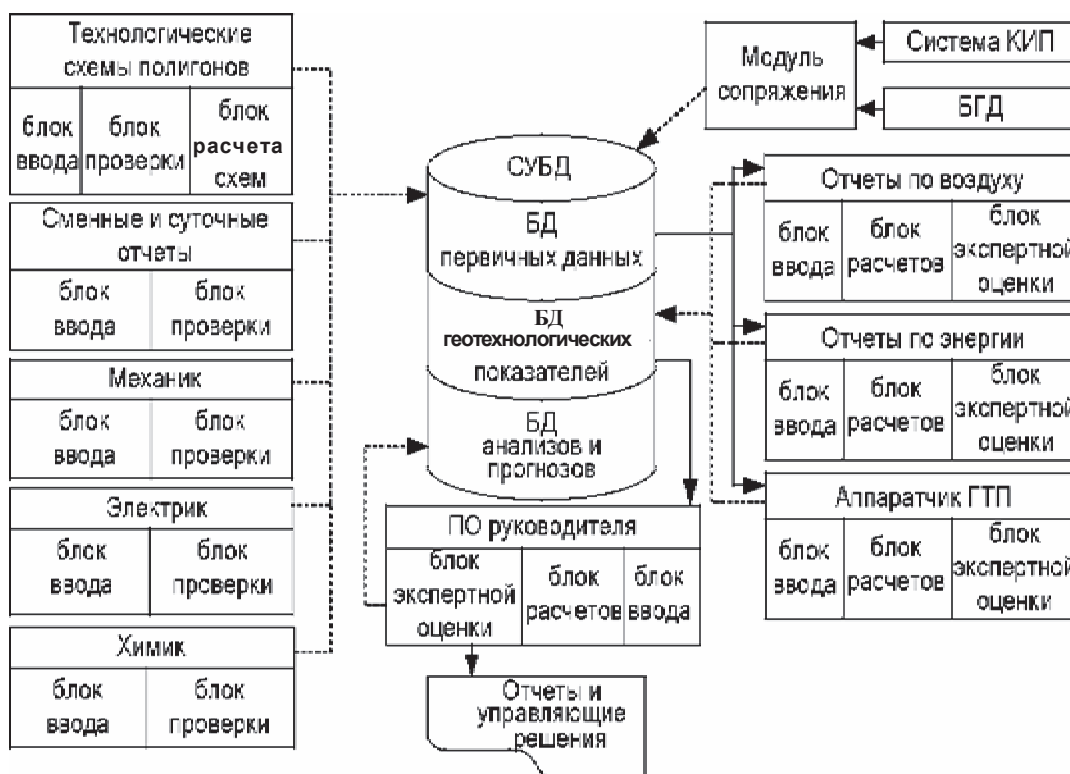 Технологические
схемы полигонов
блок
ввода
блок
проверки
блок
расчета
схем
Сменные и суточные
отчеты
блок
ввода
блок
проверки
Механик
блок
ввода
блок
проверки
Электрик
блок
ввода
блок
проверки
Химик
блок
ввода
блок
проверки
СУБД
БД
первичных данных
БД
геотехнологических
показателей
БД
анализов и
прогнозов
ПО руководителя
блок
экспертной
оценки
блок
расчетов
блок
ввода
Отчеты и
управляющие
решения
Модуль
сопряжения
Система КИП
БГД
Отчеты по воздуху
блок
ввода
блок
расчетов
блок
экспертной
оценки
Отчеты по энергии
блок
ввода
блок
расчетов
блок
экспертной
оценки
Аппаратчик ГТП
блок
ввода
блок
расчетов
блок
экспертной
оценки